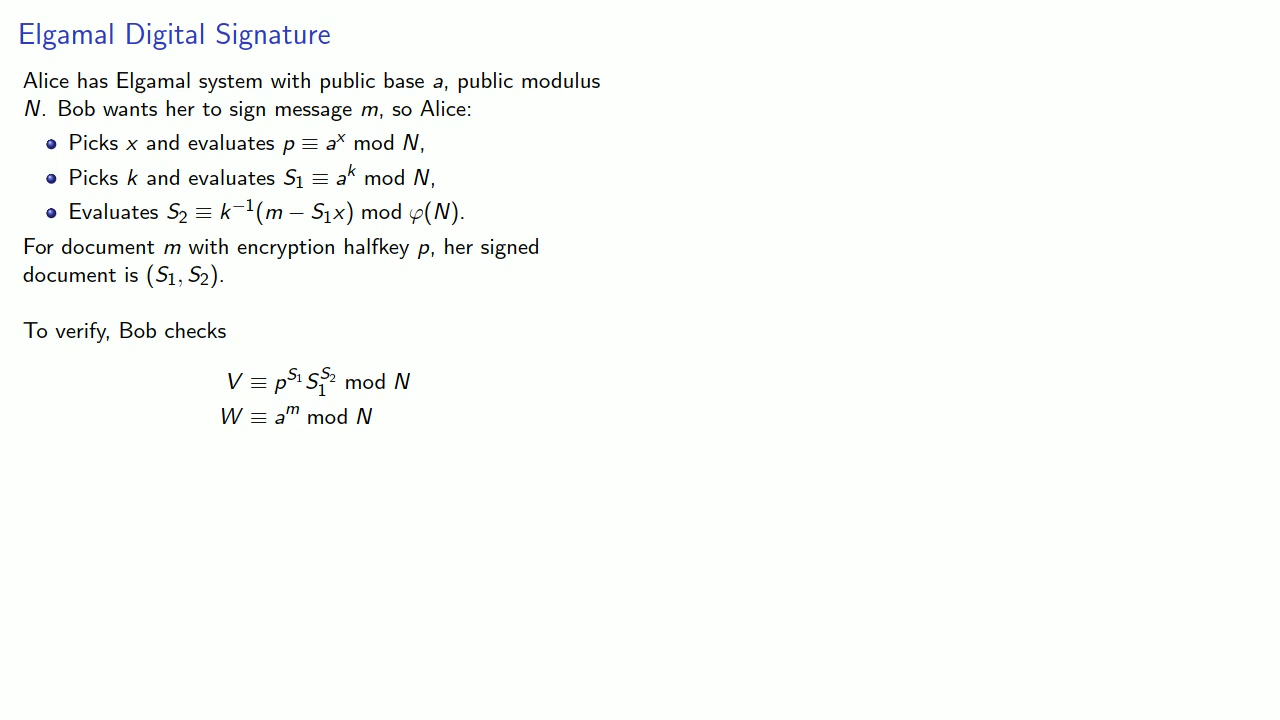 Elgamal Digital Signature
Alice has Elgamal system with public base a, public modulus
N. Bob wants her to sign message m, so Alice:
Picks x and evaluates p ≡ a^x mod N,
Picks k and evaluates S₁ ≡ a^k mod N,
Evaluates S₂ ≡ k⁻¹(m − S₁x) mod φ(N).
For document m with encryption halfkey p, her signed
document is (S₁, S₂).
To verify, Bob checks
V ≡ p^{S₁} S₁^{S₂} mod N
W ≡ a^m mod N